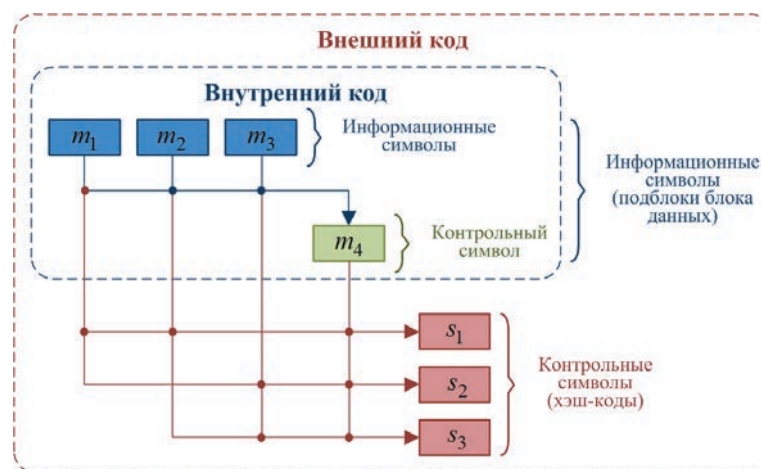 Внешний код
Внутренний код
m1 m2 m3
Информационные
символы
Информационные
символы
(подблоки блока
данных)
m4
Контрольный
символ
s1
s2
s3
Контрольные
символы
(хэш-коды)